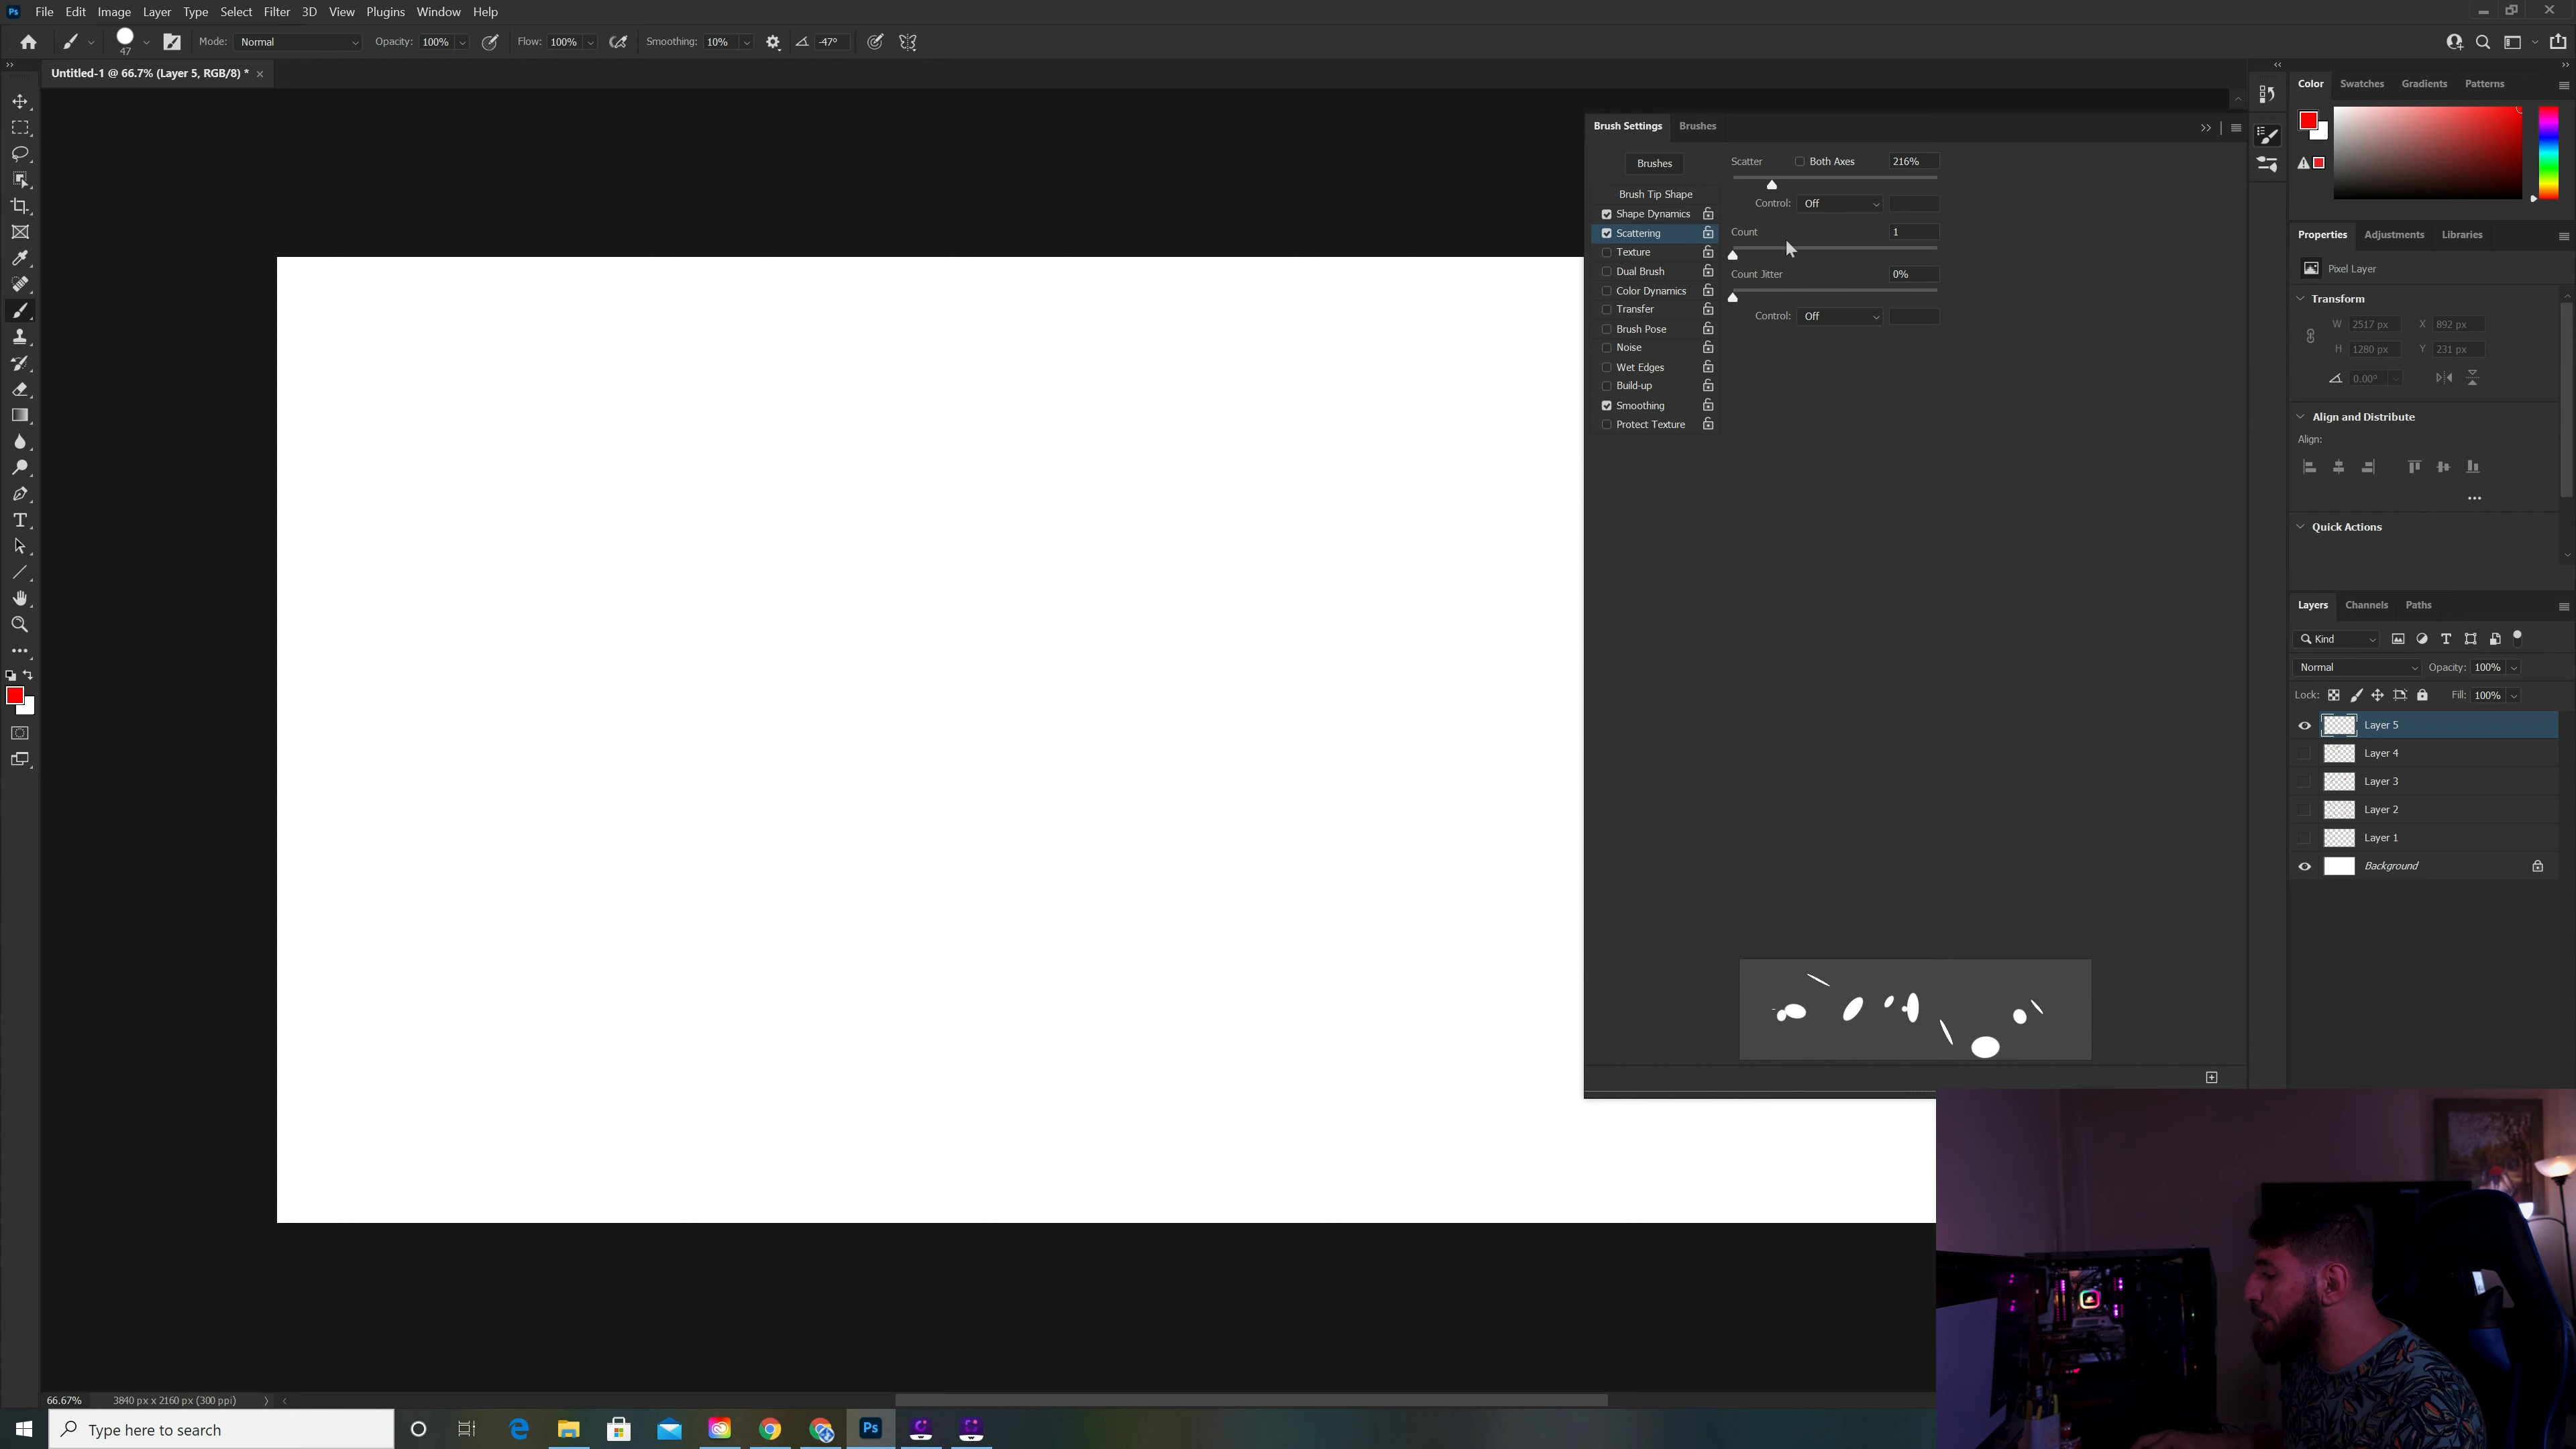 Ps File Edit Image Layer Type Select Filter 3D View Plugins Window Help
47 Mode: Normal Opacity: 100% Flow: 100% Smoothing: 10% -47°
Untitled-1 @ 66.7% (Layer 5, RGB/8) *
Brush Settings Brushes
Brushes
Brush Tip Shape
Shape Dynamics
Scattering
Texture
Dual Brush
Color Dynamics
Transfer
Brush Pose
Noise
Wet Edges
Build-up
Smoothing
Protect Texture
Scatter Both Axes 216%
Control: Off
Count 1
Count Jitter 0%
Control: Off
Color Swatches Gradients Patterns
Properties Adjustments Libraries
Pixel Layer
Transform
W 2517 px X 892 px
H 1280 px Y 231 px
0.00°
Align and Distribute
Align:
Quick Actions
Layers Channels Paths
Kind
Normal Opacity: 100%
Lock: Fill: 100%
Layer 5
Layer 4
Layer 3
Layer 2
Layer 1
Background
66.67% 3840 px x 2160 px (300 ppi)
Type here to search
Ps